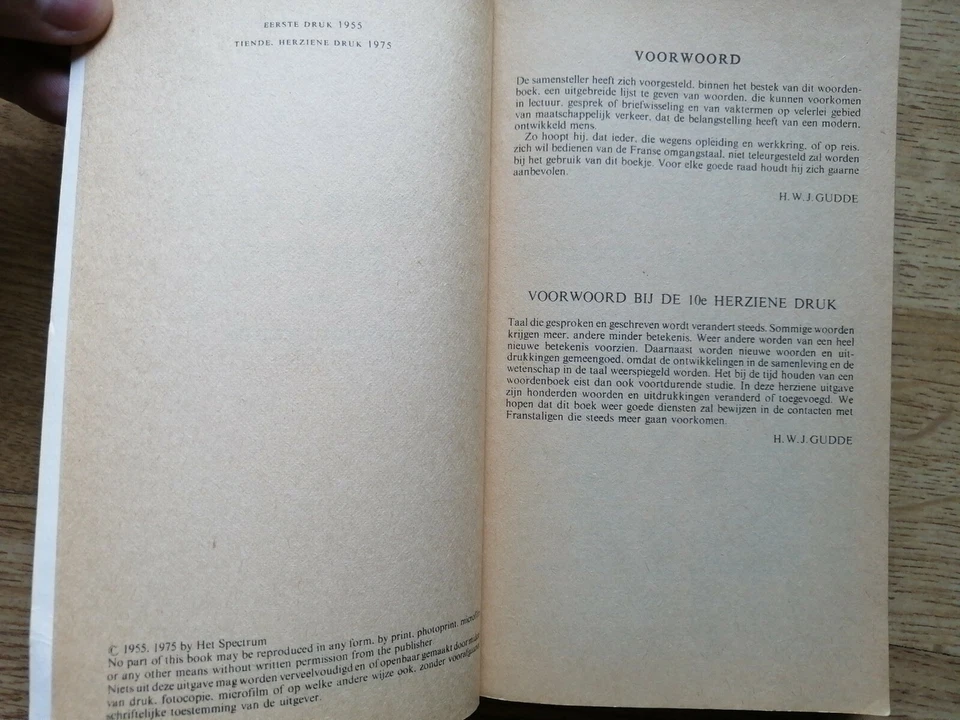 EERSTE DRUK 1955
TIENDE, HERZIENE DRUK 1975
© 1955, 1975 by Het Spectrum
No part of this book may be reproduced in any form, by print, photoprint, microfilm
or any other means without written permission from the publisher
Niets uit deze uitgave mag worden verveelvoudigd en of openbaar gemaakt door
van druk, fotocopie, microfilm of op welke andere wijze ook, zonder voorafgaande
schriftelijke toestemming van de uitgever.
VOORWOORD
De samensteller heeft zich voorgesteld, binnen het bestek van dit woorden-
boek, een uitgebreide lijst te geven van woorden, die kunnen voorkomen
in lectuur, gesprek of briefwisseling en van vaktermen op velerlei gebied
van maatschappelijk verkeer, dat de belangstelling heeft van een modern,
ontwikkeld mens.
Zo hoopt hij, dat ieder, die wegens opleiding en werkkring, of op reis,
zich wil bedienen van de Franse omgangstaal, niet teleurgesteld zal worden
bij het gebruik van dit boekje. Voor elke goede raad houdt hij zich gaarne
aanbevolen.
H.W.J. GUDDE
VOORWOORD BIJ DE 10e HERZIENE DRUK
Taal die gesproken en geschreven wordt verandert steeds. Sommige woorden
krijgen meer, andere minder betekenis. Weer andere worden van een heel
nieuwe betekenis voorzien. Daarnaast worden nieuwe woorden en uit-
drukkingen gemeengoed, omdat de ontwikkelingen in de samenleving en de
wetenschap in de taal weerspiegeld worden. Het bij de tijd houden van een
woordenboek eist dan ook voortdurende studie. In deze herziene uitgave
zijn honderden woorden en uitdrukkingen veranderd of toegevoegd. We
hopen dat dit boek weer goede diensten zal bewijzen in de contacten met
Franstaligen die steeds meer gaan voorkomen.
H.W.J. GUDDE